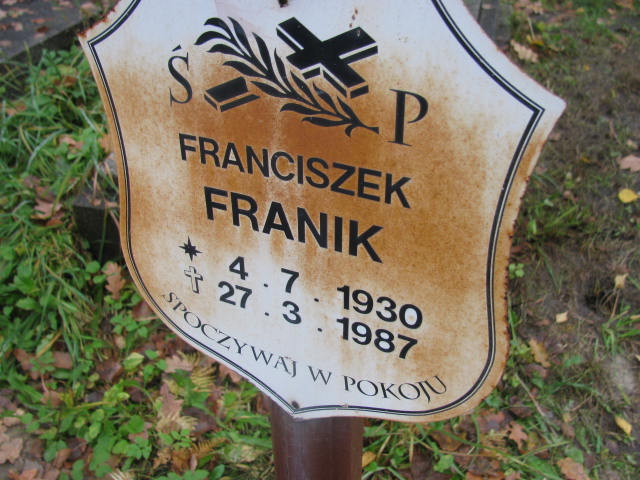 Ś P
FRANCISZEK
FRANIK
4.7.1930
27.3.1987
SPOCZYWAJ W POKOJU